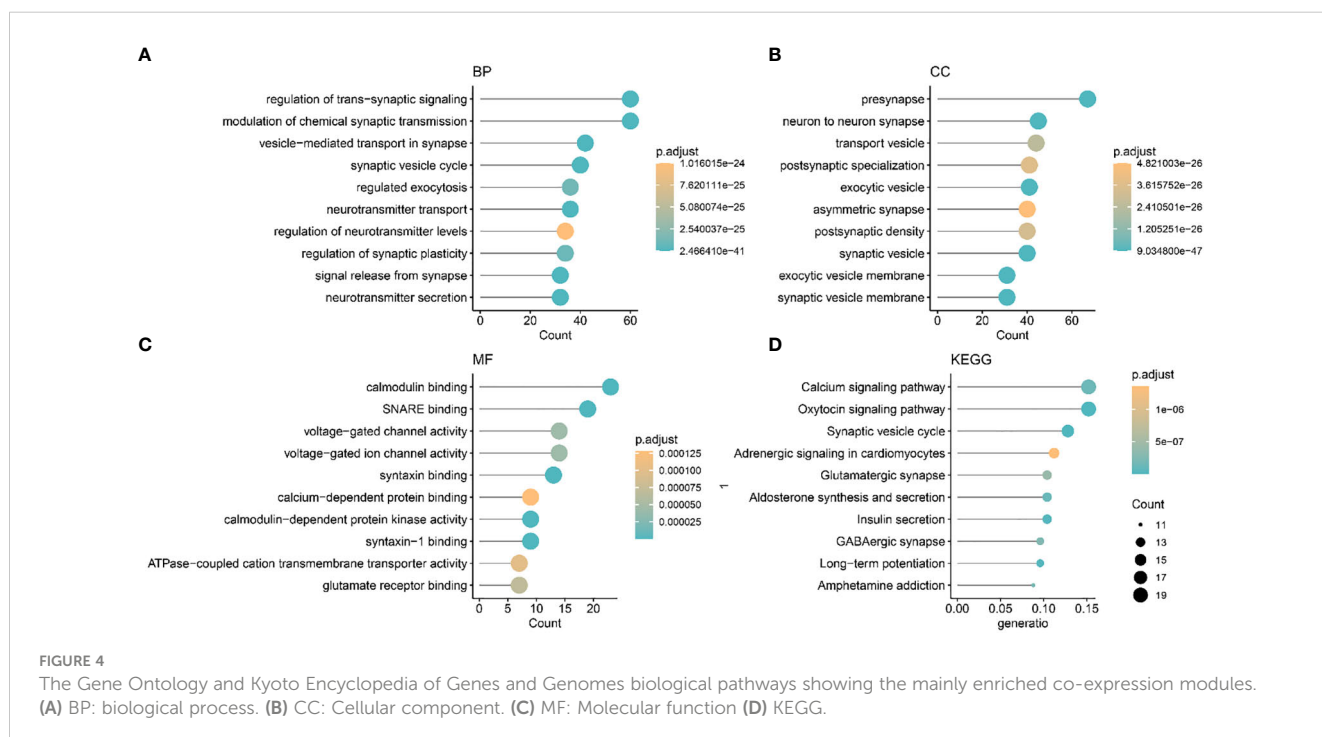 A
BP
regulation of trans−synaptic signaling
modulation of chemical synaptic transmission
vesicle−mediated transport in synapse
synaptic vesicle cycle
regulated exocytosis
neurotransmitter transport
regulation of neurotransmitter levels
regulation of synaptic plasticity
signal release from synapse
neurotransmitter secretion
0 20 40 60
Count
p.adjust
1.016015e−24
7.620111e−25
5.080074e−25
2.540037e−25
2.466410e−41
B
CC
presynapse
neuron to neuron synapse
transport vesicle
postsynaptic specialization
exocytic vesicle
asymmetric synapse
postsynaptic density
synaptic vesicle
exocytic vesicle membrane
synaptic vesicle membrane
0 20 40 60
Count
p.adjust
4.821003e−26
3.615752e−26
2.410501e−26
1.205251e−26
9.034800e−47
C
MF
calmodulin binding
SNARE binding
voltage−gated channel activity
voltage−gated ion channel activity
syntaxin binding
calcium−dependent protein binding
calmodulin−dependent protein kinase activity
syntaxin−1 binding
ATPase−coupled cation transmembrane transporter activity
glutamate receptor binding
0 5 10 15 20
Count
p.adjust
0.000125
0.000100
0.000075
0.000050
0.000025
D
KEGG
Calcium signaling pathway
Oxytocin signaling pathway
Synaptic vesicle cycle
Adrenergic signaling in cardiomyocytes
Glutamatergic synapse
Aldosterone synthesis and secretion
Insulin secretion
GABAergic synapse
Long−term potentiation
Amphetamine addiction
1
0.00 0.05 0.10 0.15
generatio
p.adjust
1e−06
5e−07
Count
11
13
15
17
19
FIGURE 4
The Gene Ontology and Kyoto Encyclopedia of Genes and Genomes biological pathways showing the mainly enriched co-expression modules.
(A) BP: biological process. (B) CC: Cellular component. (C) MF: Molecular function (D) KEGG.